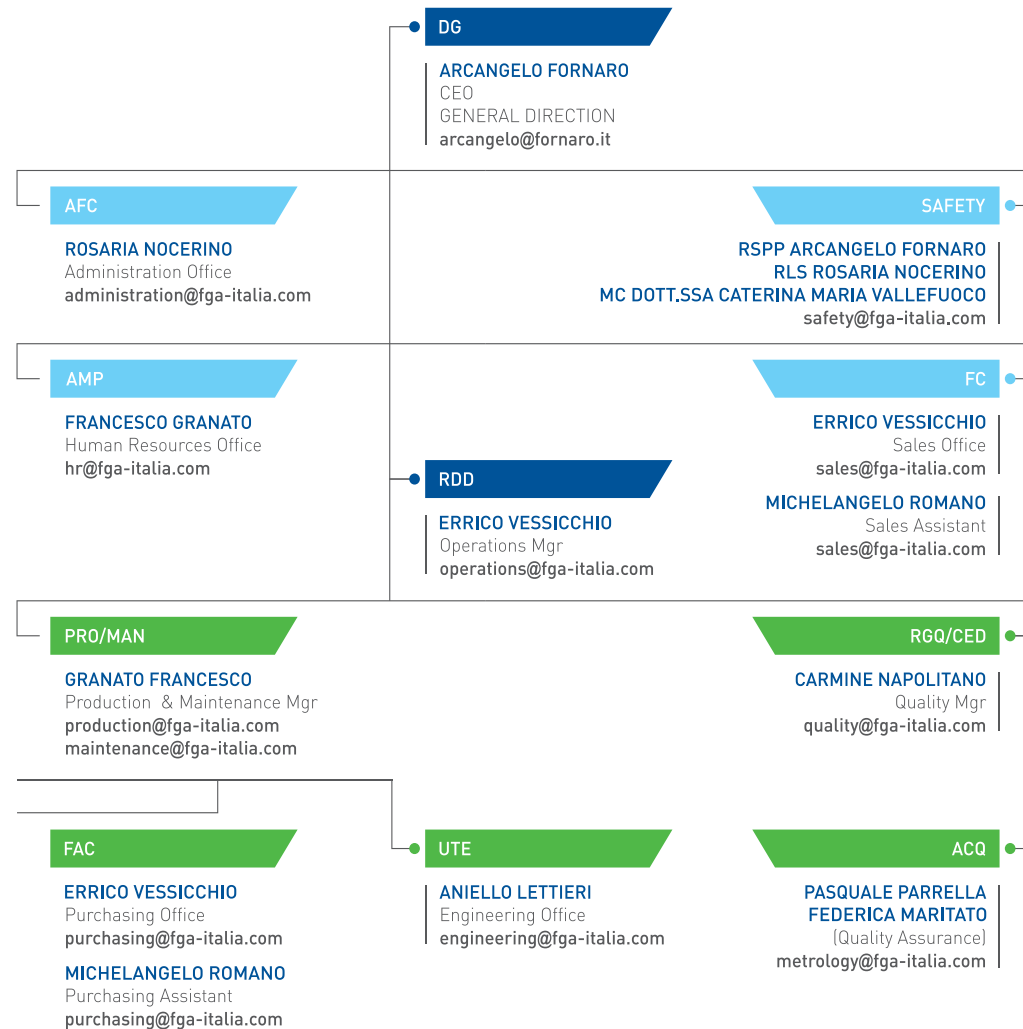 DG
ARCANGELO FORNARO
CEO
GENERAL DIRECTION
arcangelo@fornaro.it
AFC
ROSARIA NOCERINO
Administration Office
administration@fga-italia.com
SAFETY
RSPP ARCANGELO FORNARO
RLS ROSARIA NOCERINO
MC DOTT.SSA CATERINA MARIA VALLEFUOCO
safety@fga-italia.com
AMP
FRANCESCO GRANATO
Human Resources Office
hr@fga-italia.com
FC
ERRICO VESSICCHIO
Sales Office
sales@fga-italia.com
MICHELANGELO ROMANO
Sales Assistant
sales@fga-italia.com
RDD
ERRICO VESSICCHIO
Operations Mgr
operations@fga-italia.com
PRO/MAN
GRANATO FRANCESCO
Production & Maintenance Mgr
production@fga-italia.com
maintenance@fga-italia.com
RGQ/CED
CARMINE NAPOLITANO
Quality Mgr
quality@fga-italia.com
FAC
ERRICO VESSICCHIO
Purchasing Office
purchasing@fga-italia.com
MICHELANGELO ROMANO
Purchasing Assistant
purchasing@fga-italia.com
UTE
ANIELLO LETTIERI
Engineering Office
engineering@fga-italia.com
ACQ
PASQUALE PARRELLA
FEDERICA MARITATO
(Quality Assurance)
metrology@fga-italia.com